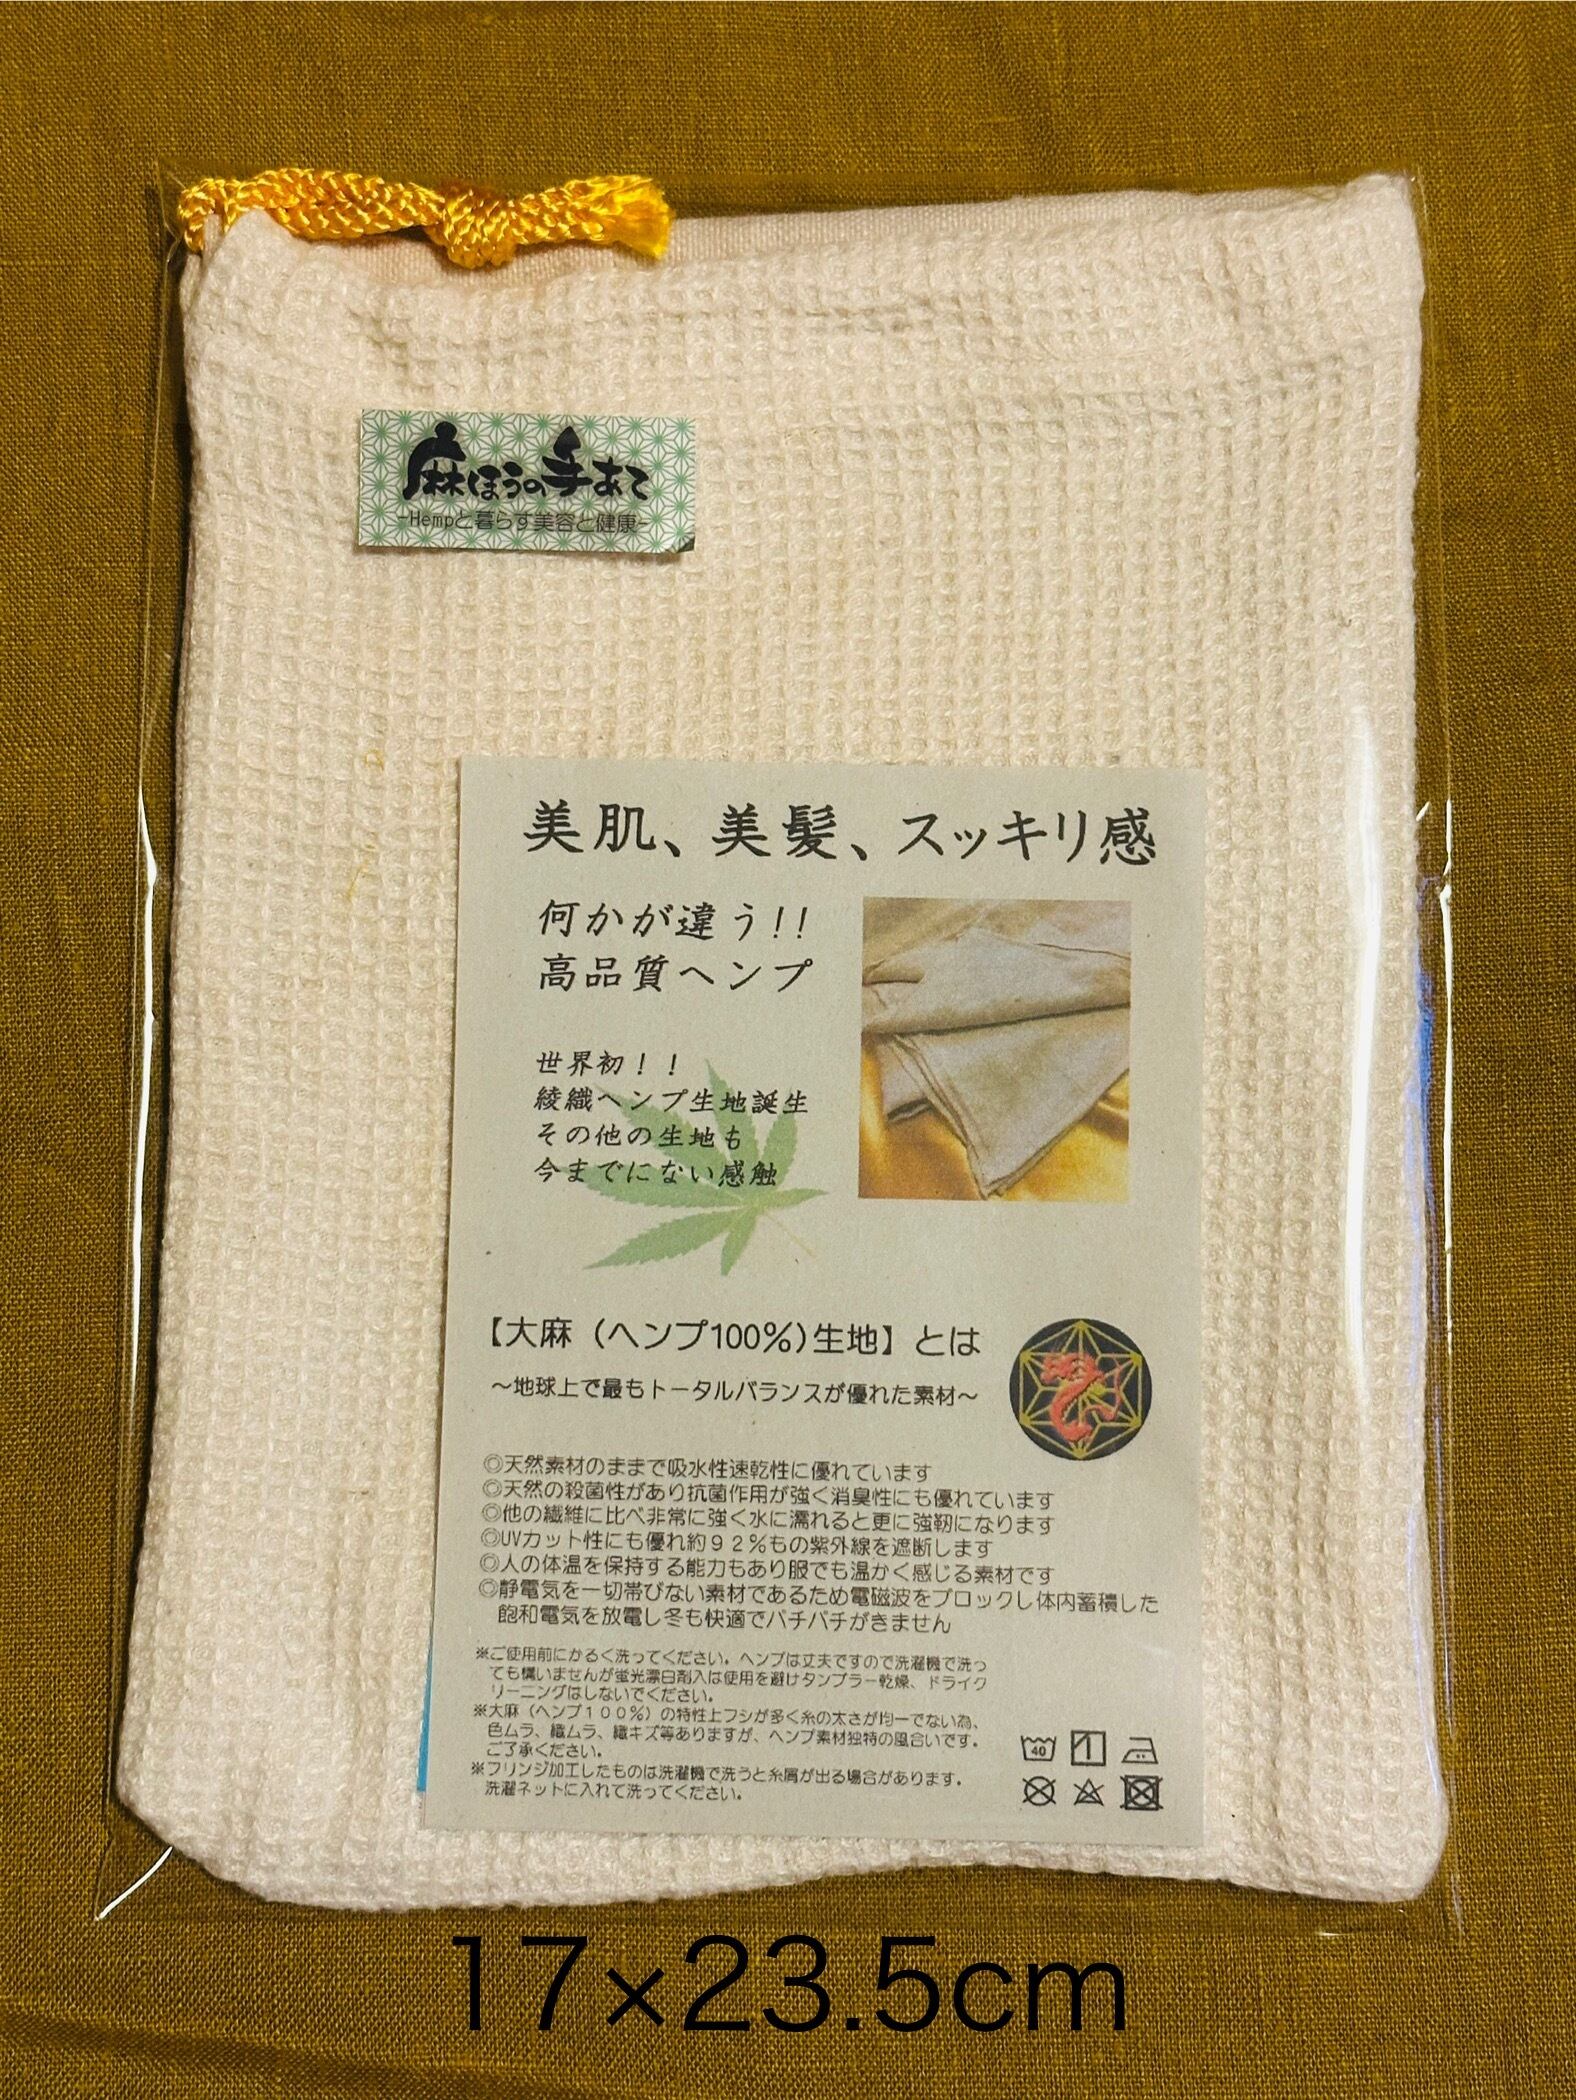 麻ほうの手あて
-Hempと暮らす美容と健康-
美肌、美髪、スッキリ感
何かが違う!!
高品質ヘンプ
世界初！！
綾織ヘンプ生地誕生
その他の生地も
今までにない感触
【大麻（ヘンプ100％）生地】とは
～地球上で最もトータルバランスが優れた素材～
◎天然素材のままで吸水性速乾性に優れています
◎天然の殺菌性があり抗菌作用が強く消臭性にも優れています
◎他の繊維に比べ非常に強く水に濡れると更に強靭になります
◎UVカット性にも優れ約９２％もの紫外線を遮断します
◎人の体温を保持する能力もあり服でも温かく感じる素材です
◎静電気を一切帯びない素材であるため電磁波をブロックし体内蓄積した
飽和電気を放電し冬も快適でパチパチがきません
※ご使用前にかるく洗ってください。ヘンプは丈夫ですので洗濯機で洗っ
ても構いませんが蛍光漂白剤入は使用を避けタンブラー乾燥、ドライク
リーニングはしないでください。
※大麻（ヘンプ１００％）の特性上フシが多く糸の太さが均一でない為、
色ムラ、織ムラ、織キズ等ありますが、ヘンプ素材独特の風合いです。
ご了承ください。
※フリンジ加工したものは洗濯機で洗うと糸屑が出る場合があります。
洗濯ネットに入れて洗ってください。
40
17×23.5cm